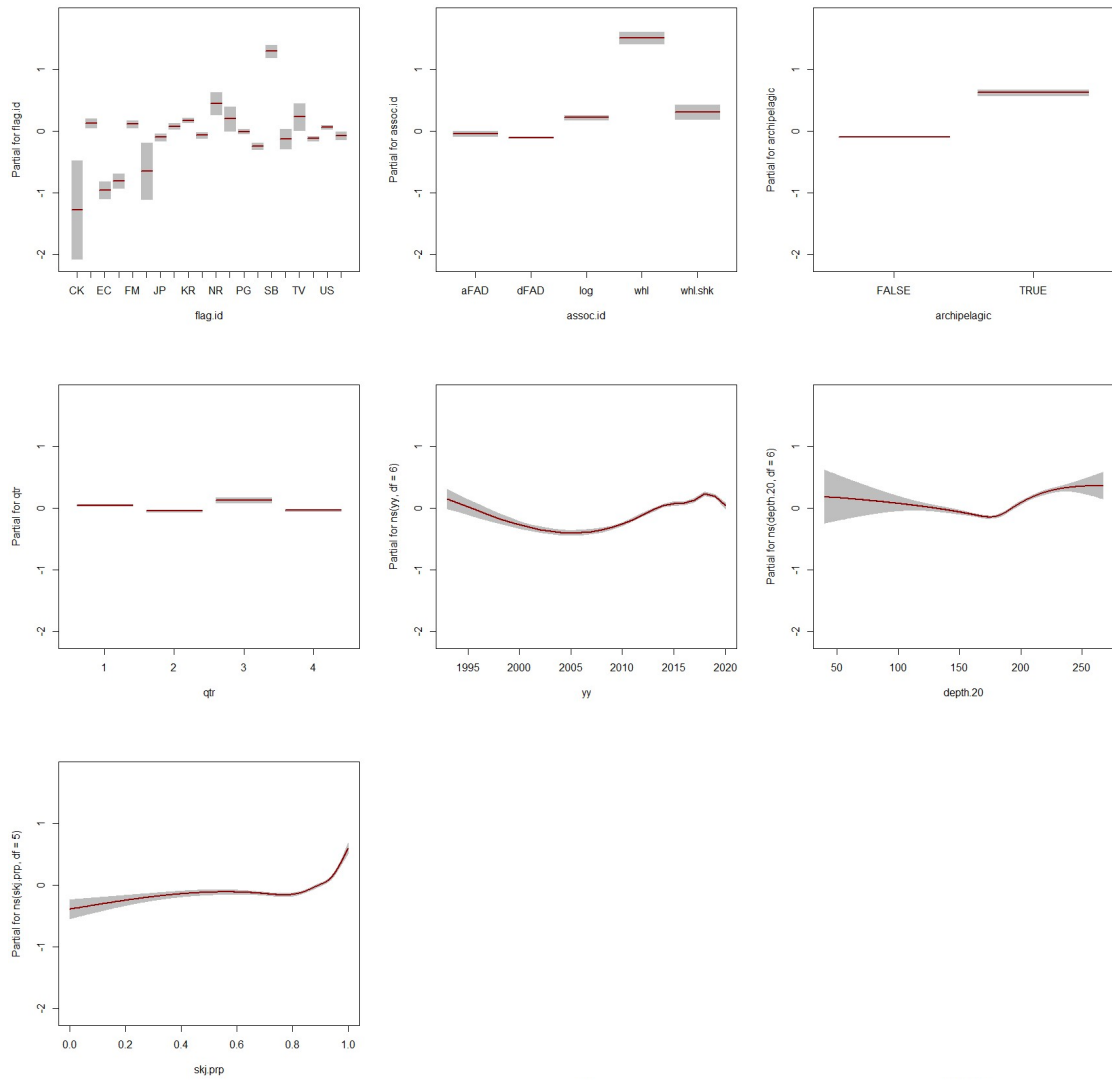 Partial for flag.id
1
0
-1
-2
CK EC FM JP KR NR PG SB TV US
flag.id
Partial for assoc.id
1
0
-1
-2
aFAD dFAD log whl whl.shk
assoc.id
Partial for archipelagic
1
0
-1
-2
FALSE TRUE
archipelagic
Partial for qtr
1
0
-1
-2
1 2 3 4
qtr
Partial for ns(yy, df = 6)
1
0
-1
-2
1995 2000 2005 2010 2015 2020
yy
Partial for ns(depth.20, df = 6)
1
0
-1
-2
50 100 150 200 250
depth.20
Partial for ns(skj.prp, df = 5)
1
0
-1
-2
0.0 0.2 0.4 0.6 0.8 1.0
skj.prp